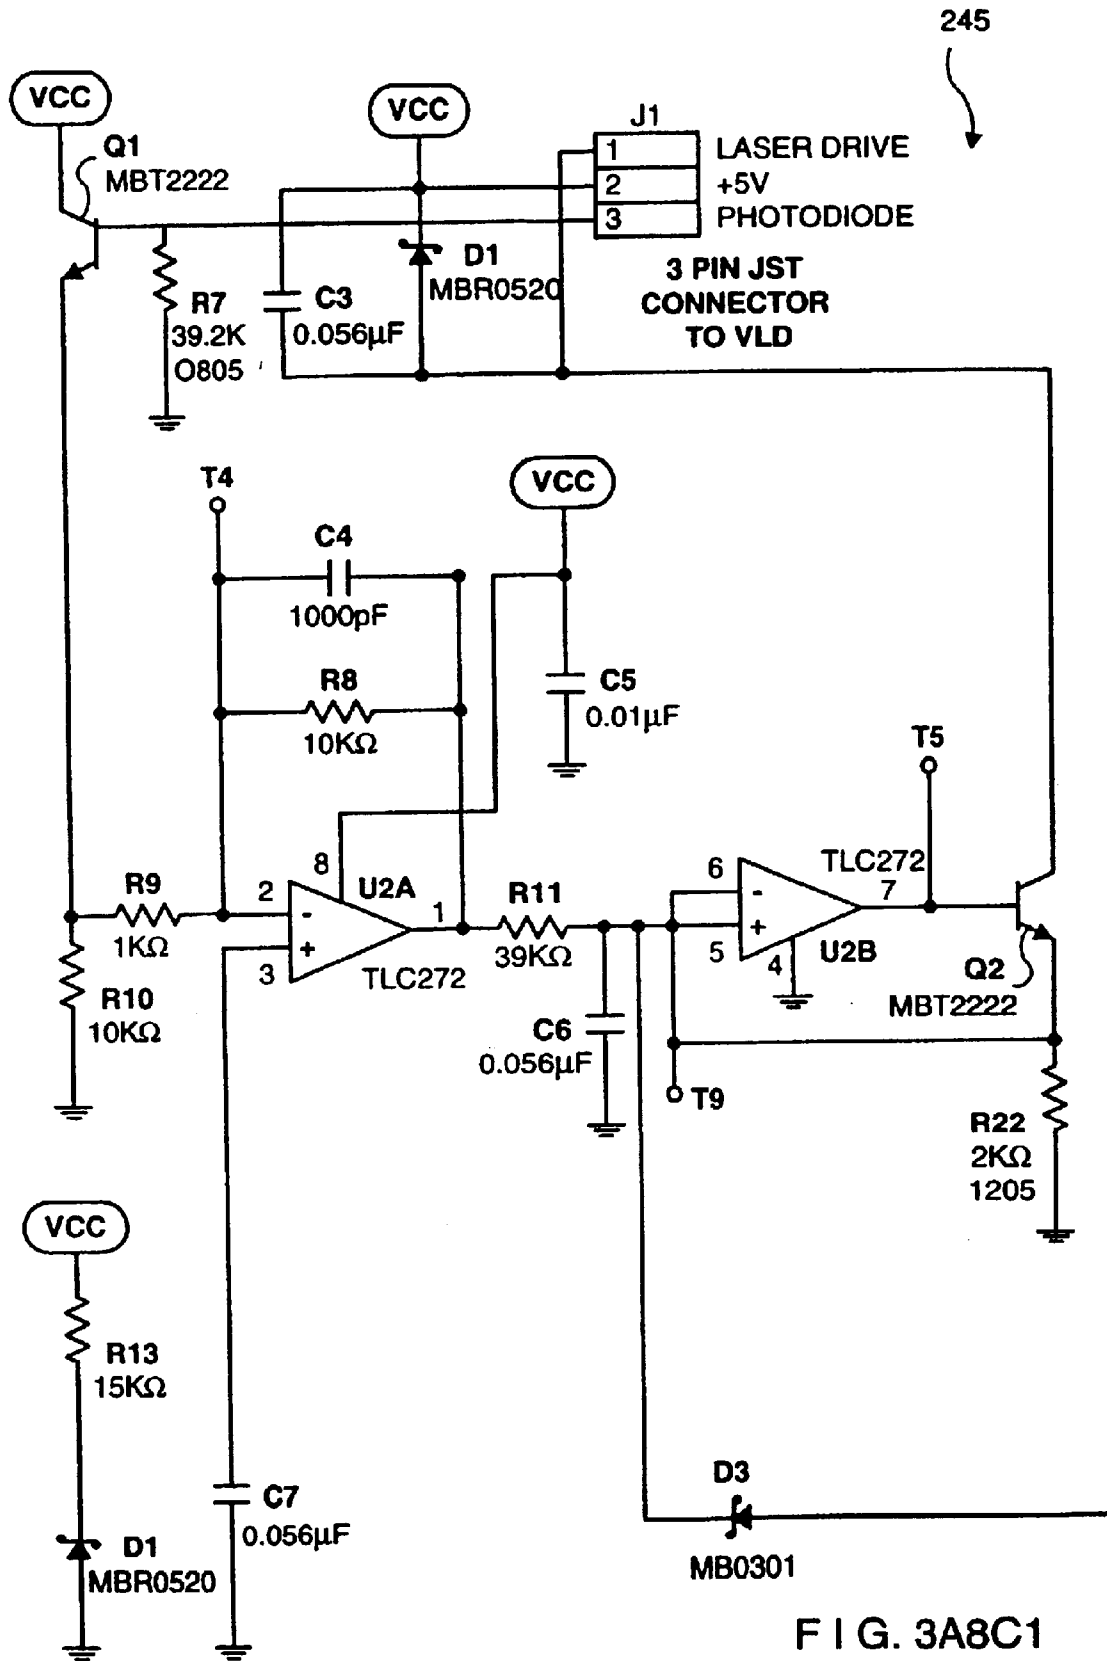 245
VCC
Q1
MBT2222
VCC
J1
1
LASER DRIVE
2
+5V
3
PHOTODIODE
3 PIN JST
CONNECTOR
TO VLD
D1
MBR0520
C3
0.056µF
R7
39.2K
O805
T4
VCC
C4
1000pF
R8
10KΩ
C5
0.01µF
T5
8
U2A
2
-
1
+
3
TLC272
R9
1KΩ
R10
10KΩ
R11
39KΩ
6
-
TLC272
7
+
5
4
U2B
Q2
MBT2222
C6
0.056µF
T9
R22
2KΩ
1205
VCC
R13
15KΩ
D1
MBR0520
C7
0.056µF
D3
MB0301
F I G. 3A8C1